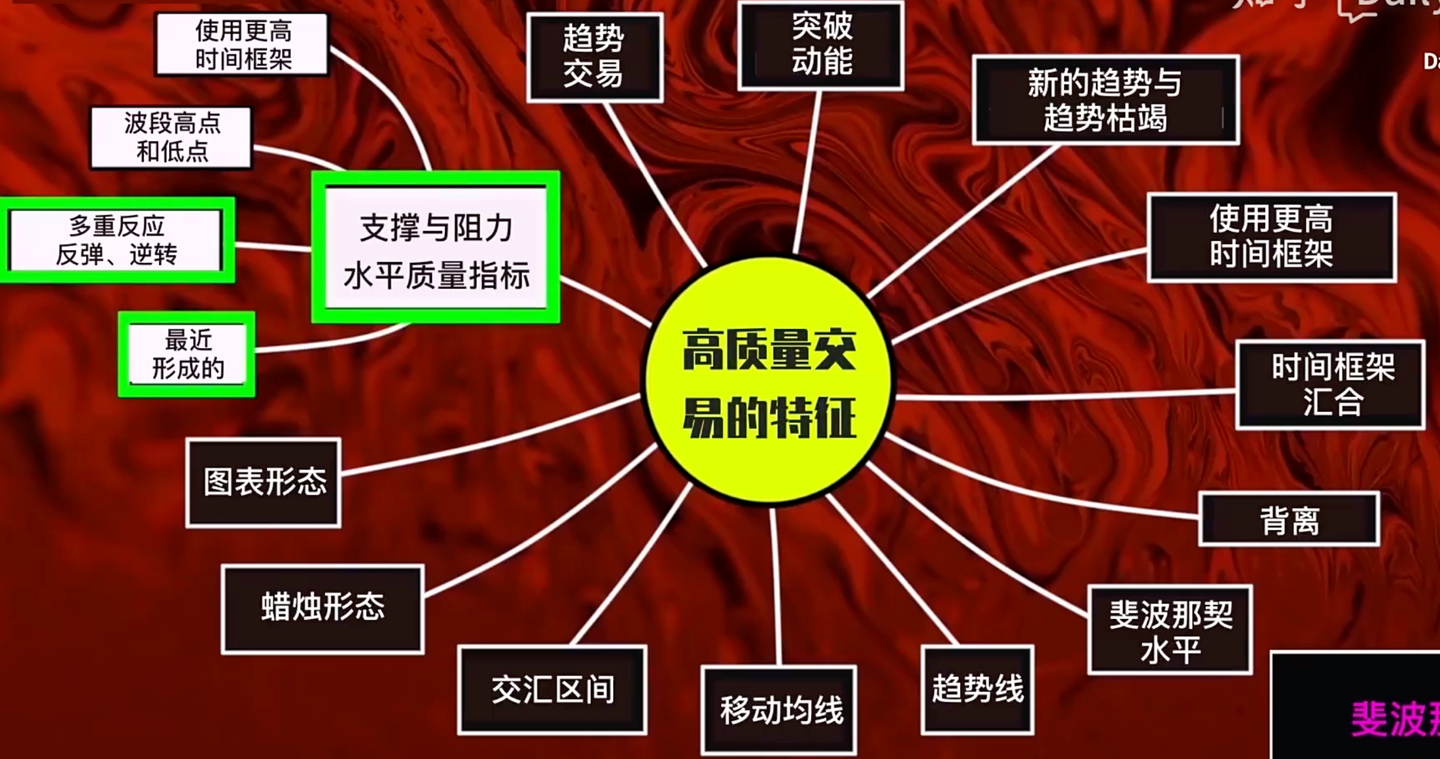 使用更高
时间框架
波段高点
和低点
多重反应
反弹、逆转
最近
形成的
支撑与阻力
水平质量指标
趋势
交易
突破
动能
新的趋势与
趋势枯竭
使用更高
时间框架
时间框架
汇合
背离
斐波那契
水平
趋势线
移动均线
交汇区间
蜡烛形态
图表形态
高质量交
易的特征
知乎
Da
斐波那